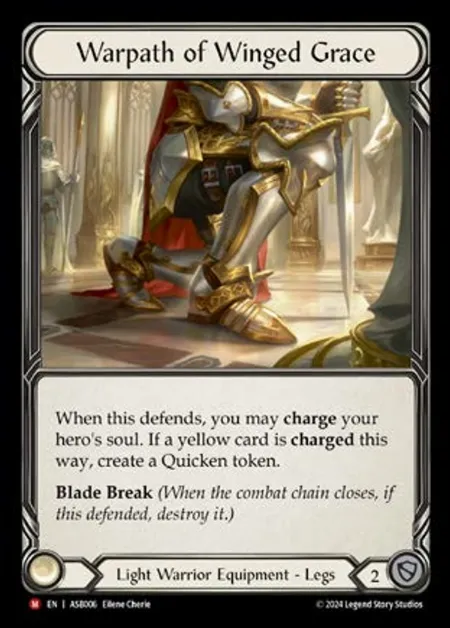 Warpath of Winged Grace
When this defends, you may charge your
hero's soul. If a yellow card is charged this
way, create a Quicken token.
Blade Break (When the combat chain closes, if
this defended, destroy it.)
Light Warrior Equipment - Legs
2
M EN | ASB006 Eilene Cherie
© 2024 Legend Story Studios